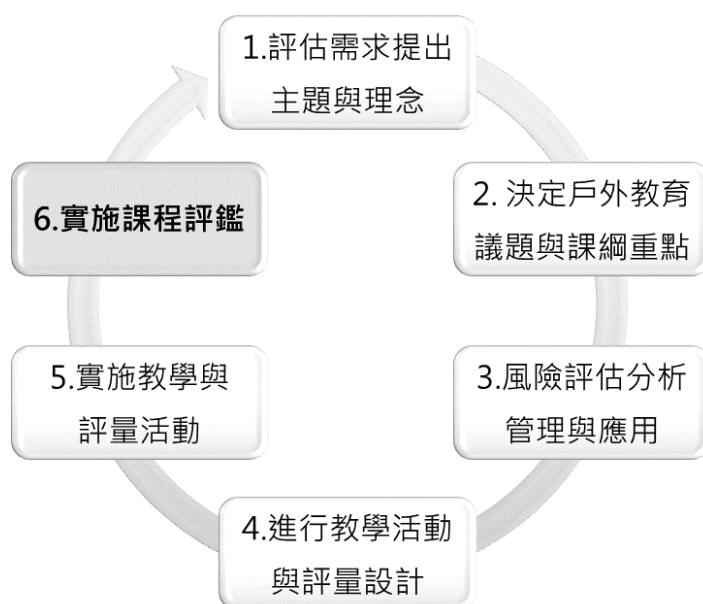 1.評估需求提出
主題與理念
2. 決定戶外教育
議題與課綱重點
3.風險評估分析
管理與應用
4.進行教學活動
與評量設計
5.實施教學與
評量活動
6.實施課程評鑑